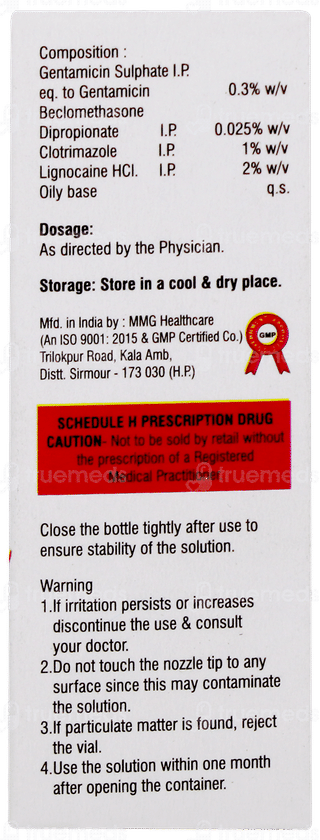 Composition :
Gentamicin Sulphate I.P.
eq. to Gentamicin 0.3% w/v
Beclomethasone
Dipropionate I.P. 0.025% w/v
Clotrimazole I.P. 1% w/v
Lignocaine HCl. I.P. 2% w/v
Oily base q.s.
Dosage:
As directed by the Physician.
Storage: Store in a cool & dry place.
Mfd. in India by : MMG Healthcare
(An ISO 9001: 2015 & GMP Certified Co.)
Trilokpur Road, Kala Amb,
Distt. Sirmour - 173 030 (H.P.)
GMP
SCHEDULE H PRESCRIPTION DRUG
CAUTION- Not to be sold by retail without
the prescription of a Registered
Medical Practitioner
Close the bottle tightly after use to
ensure stability of the solution.
Warning
1.If irritation persists or increases
discontinue the use & consult
your doctor.
2.Do not touch the nozzle tip to any
surface since this may contaminate
the solution.
3.If particulate matter is found, reject
the vial.
4.Use the solution within one month
after opening the container.